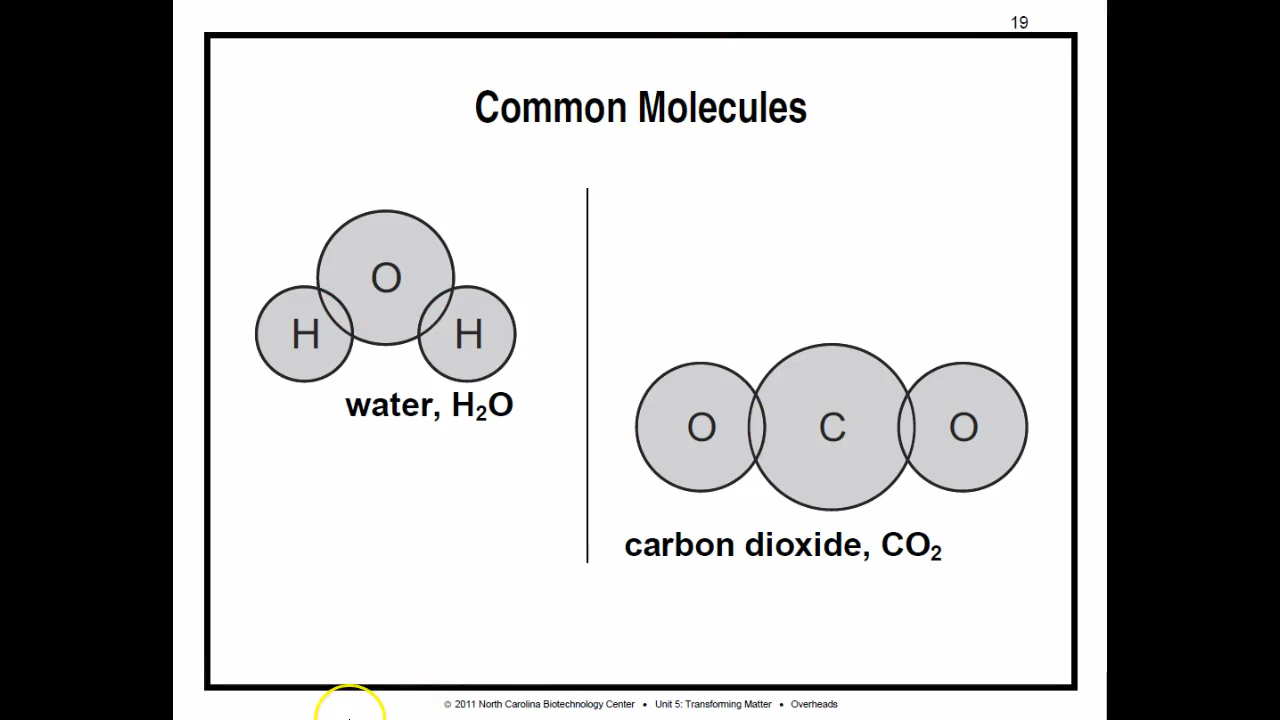 19
Common Molecules
O
H H
water, H₂O
O C O
carbon dioxide, CO₂
© 2011 North Carolina Biotechnology Center • Unit 5: Transforming Matter • Overheads